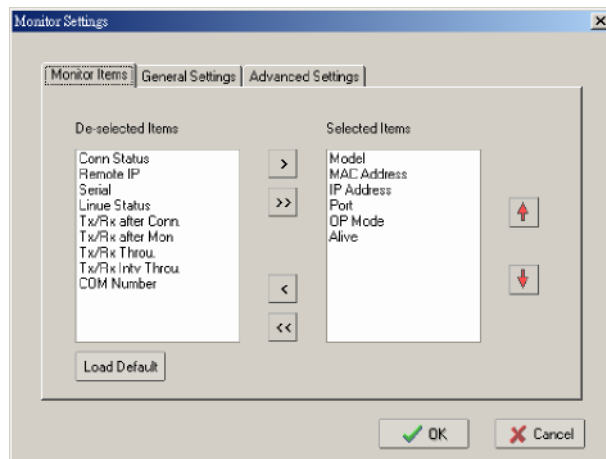 Monitor Settings
Monitor Items General Settings Advanced Settings
De-selected Items
Conn Status
Remote IP
Serial
Linue Status
Tx/Rx after Conn.
Tx/Rx after Mon
Tx/Rx Throu.
Tx/Rx Intv Throu.
COM Number
>
>>
<
<<
Selected Items
Model
MAC Address
IP Address
Port
OP Mode
Alive
Load Default
OK Cancel